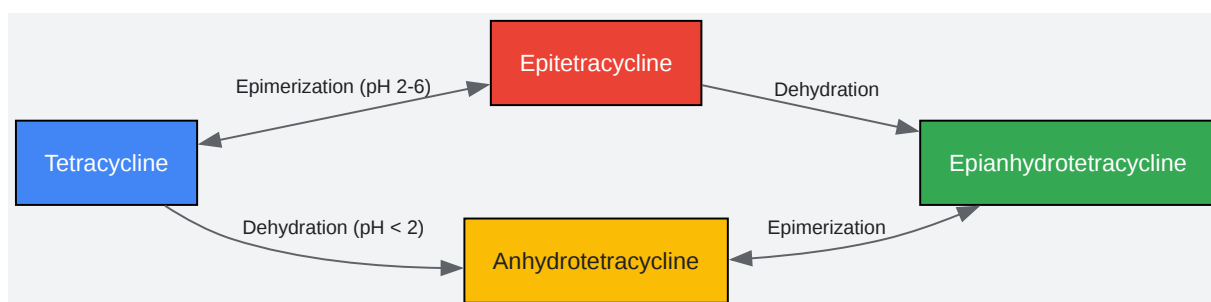 Epitetracycline
Epimerization (pH 2-6)
Dehydration
Tetracycline
Epianhydrotetracycline
Dehydration (pH < 2)
Epimerization
Anhydrotetracycline